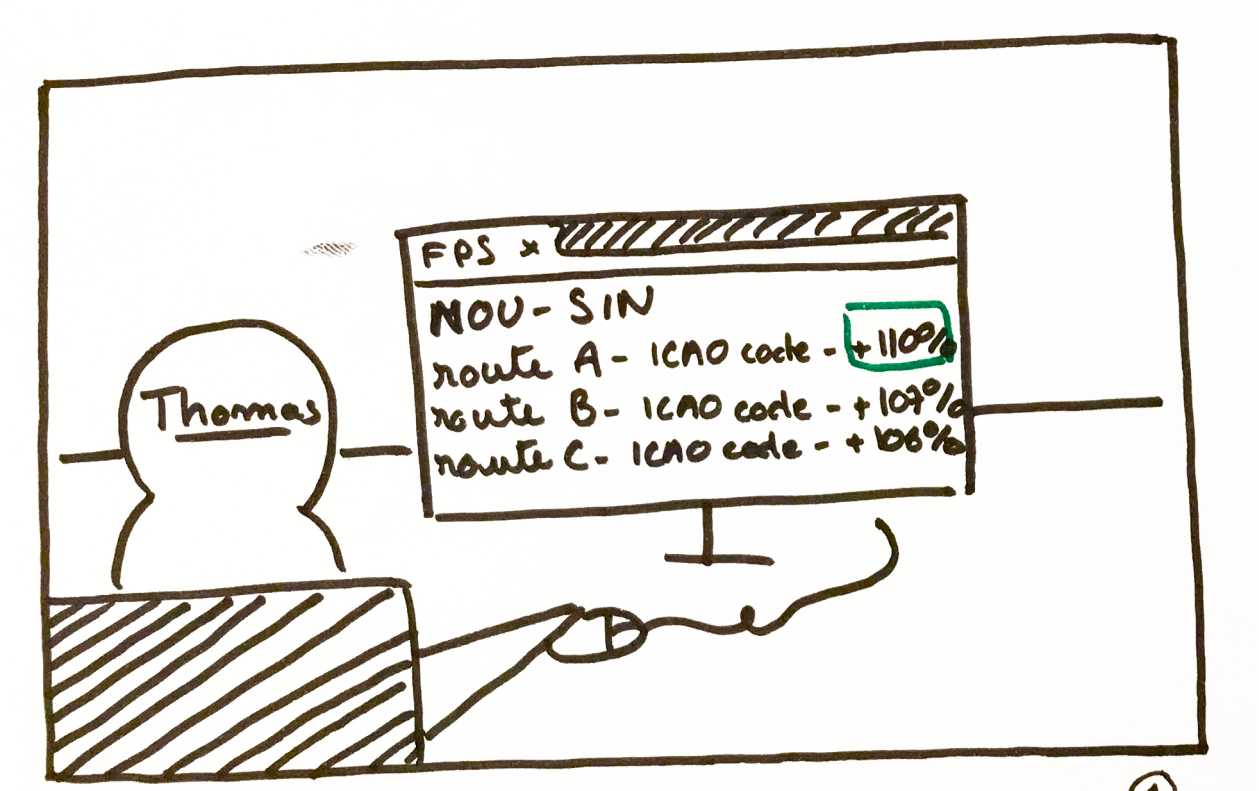 FPS x
NOU - SIN
route A - ICAO code - +110%
route B - ICAO code - +107%
route C - ICAO code - + 106%
Thomas